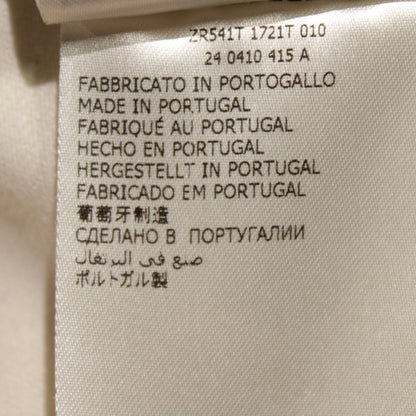 ZR541T 1721T 010
24 0410 415 A
FABBRICATO IN PORTOGALLO
MADE IN PORTUGAL
FABRIQUÉ AU PORTUGAL
HECHO EN PORTUGAL
HERGESTELLT IN PORTUGAL
FABRICADO EM PORTUGAL
葡萄牙制造
СДЕЛАНО В ПОРТУГАЛИИ
صنع في البرتغال
ポルトガル製